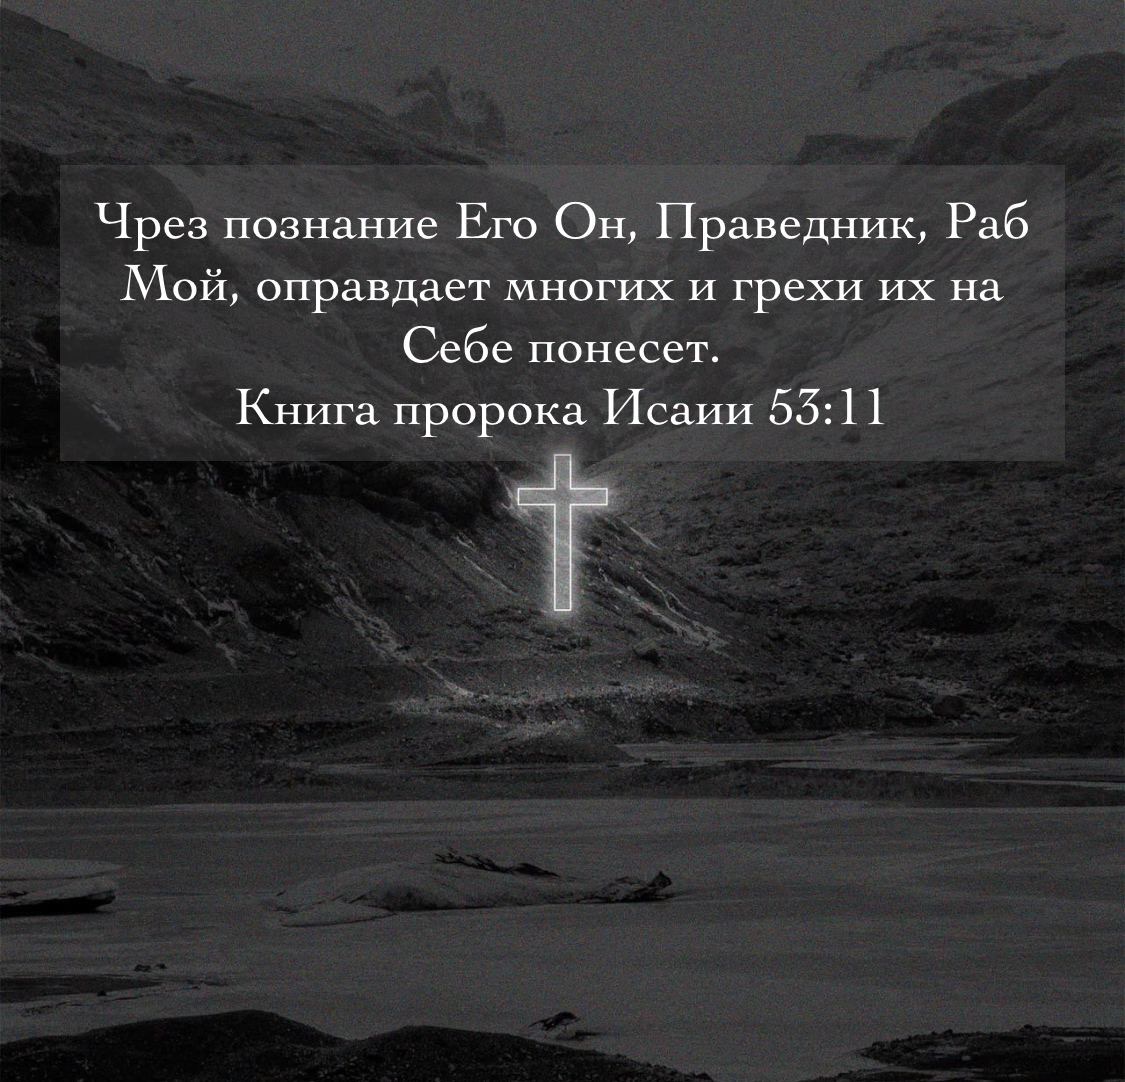 Чрез познание Его Он, Праведник, Раб
Мой, оправдает многих и грехи их на
Себе понесет.
Книга пророка Исаии 53:11